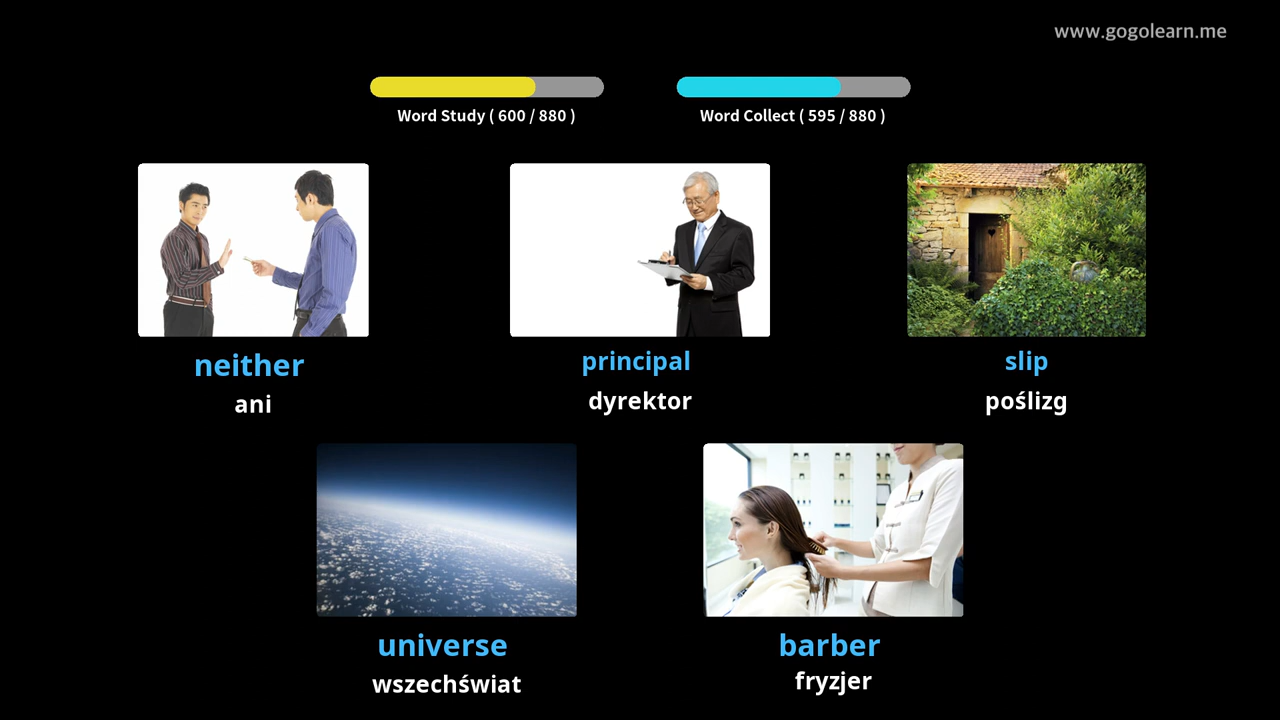 www.gogolearn.me
Word Study ( 600 / 880 )
Word Collect ( 595 / 880 )
neither
ani
principal
dyrektor
slip
poślizg
universe
wszechświat
barber
fryzjer